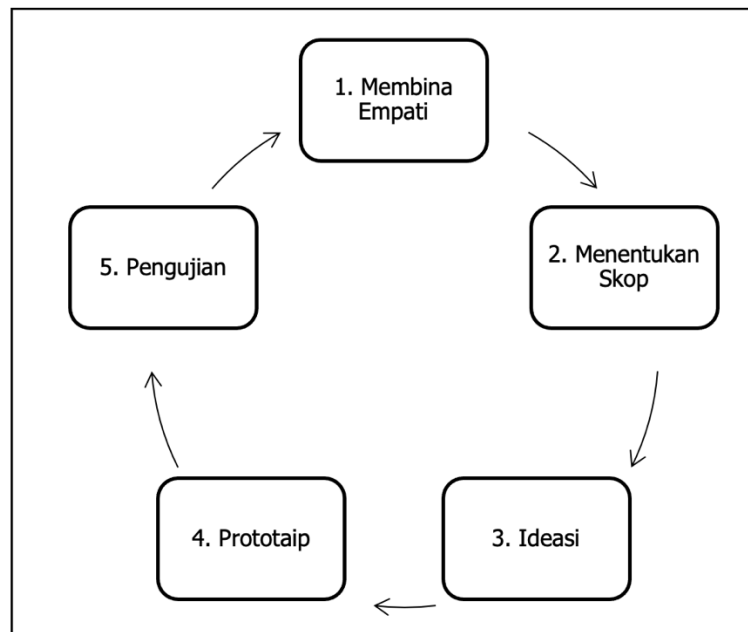 1. Membina
Empati
2. Menentukan
Skop
3. Ideasi
4. Prototaip
5. Pengujian